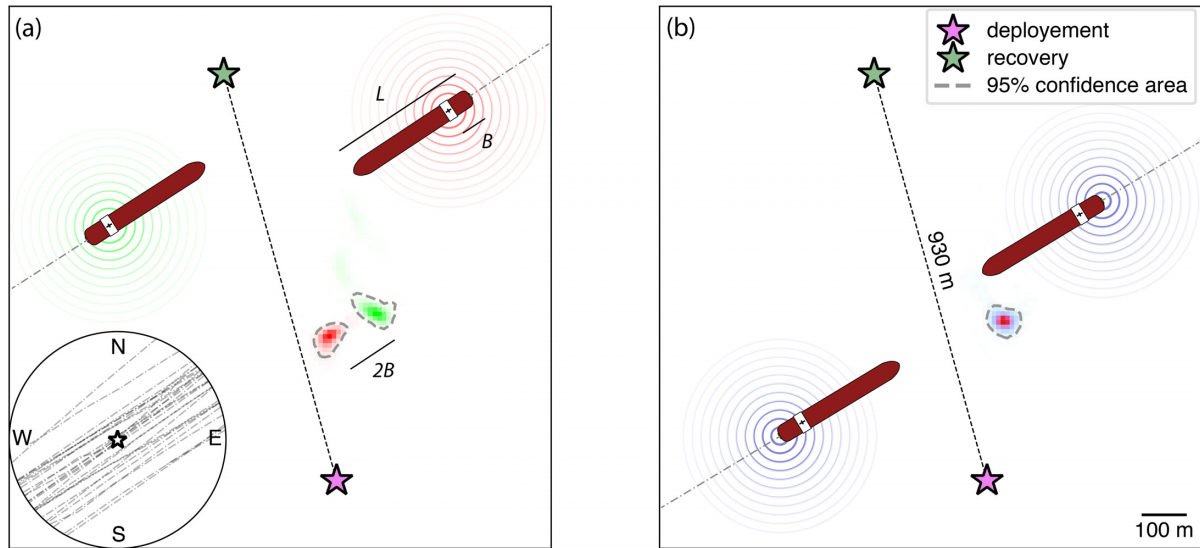 (a)
L
B
2B
N
W
E
S
(b)
deployement
recovery
95% confidence area
930 m
100 m